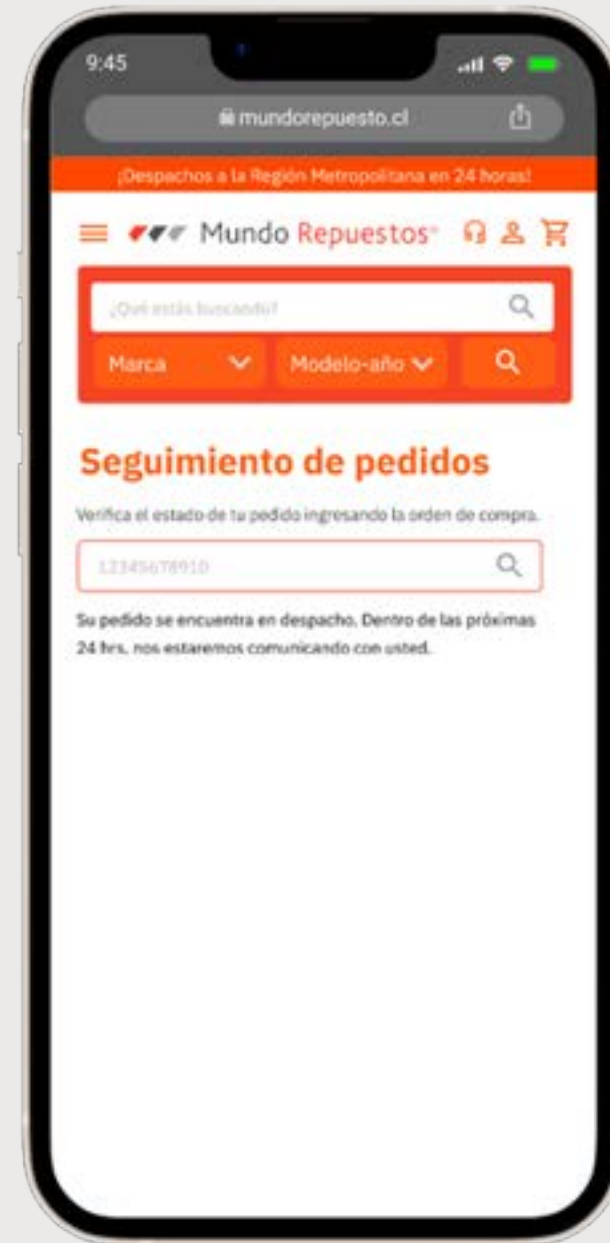 9:45
mundorepuesto.cl
¡Despachos a la Región Metropolitana en 24 horas!
Mundo Repuestos
¿Qué estás buscando?
Marca Modelo-año
Seguimiento de pedidos
Verifica el estado de tu pedido ingresando la orden de compra.
12345678910
Su pedido se encuentra en despacho. Dentro de las próximas
24 hrs. nos estaremos comunicando con usted.